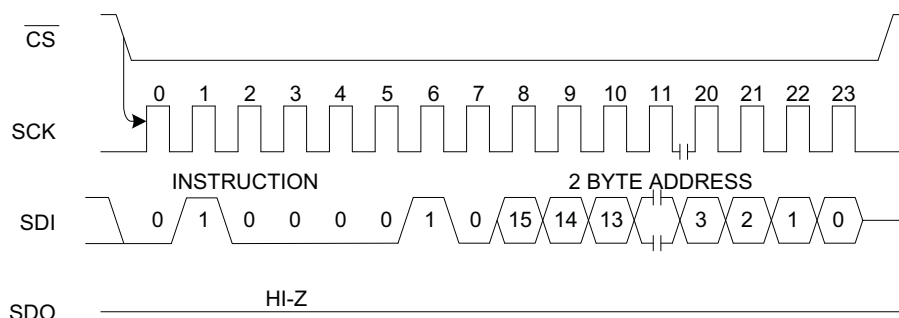 CS
0 1 2 3 4 5 6 7 8 9 10 11 20 21 22 23
SCK
INSTRUCTION 2 BYTE ADDRESS
SDI 0 1 0 0 0 0 1 0 15 14 13 3 2 1 0
HI-Z
SDO